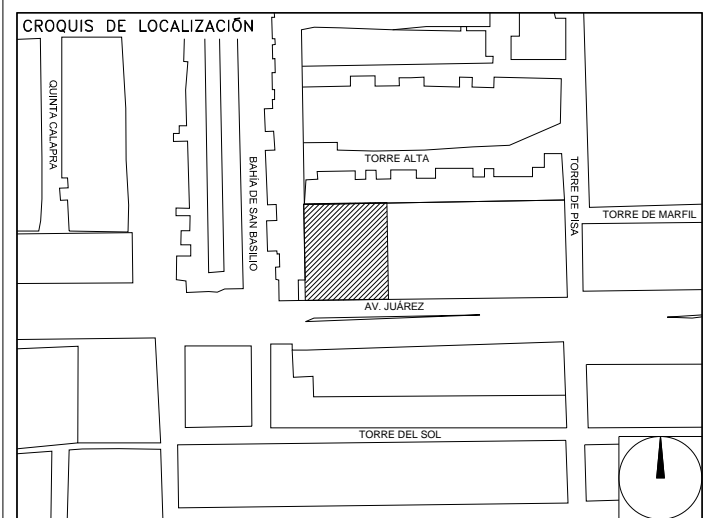 CROQUIS DE LOCALIZACIÓN
QUINTA CALAPRA
BAHÍA DE SAN BASILIO
TORRE ALTA
TORRE DE PISA
TORRE DE MARFIL
AV. JUÁREZ
TORRE DEL SOL